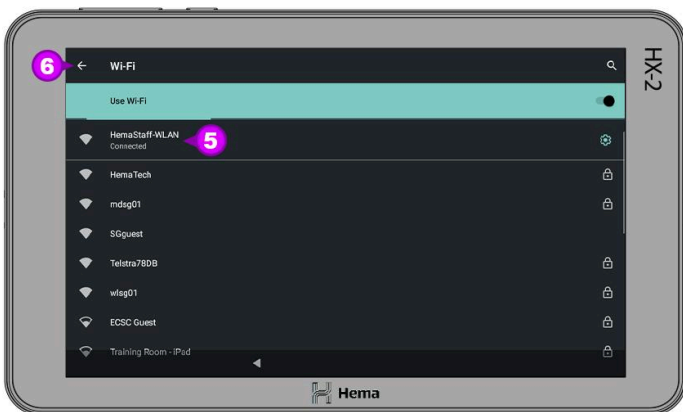 6
Wi-Fi
HX-2
Use Wi-Fi
HemaStaff-WLAN
Connected
5
HemaTech
mdsg01
SGguest
Telstra78DB
wlsg01
ECSC Guest
Training Room - iPad
Hema